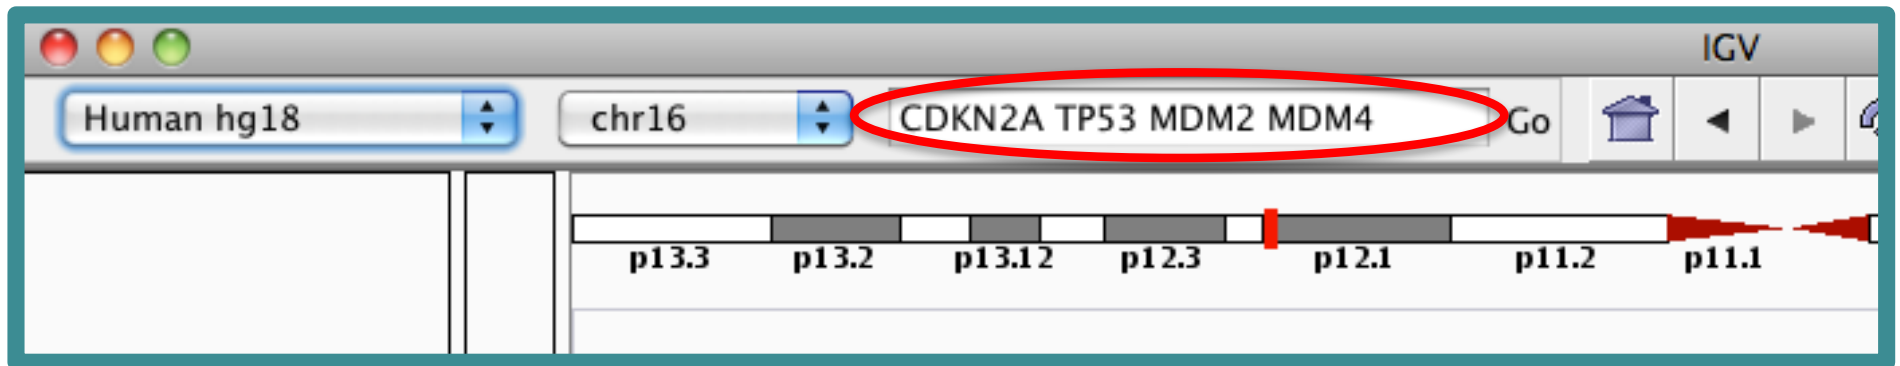 IGV
Human hg18 chr16 CDKN2A TP53 MDM2 MDM4 Go
p13.3 p13.2 p13.12 p12.3 p12.1 p11.2 p11.1